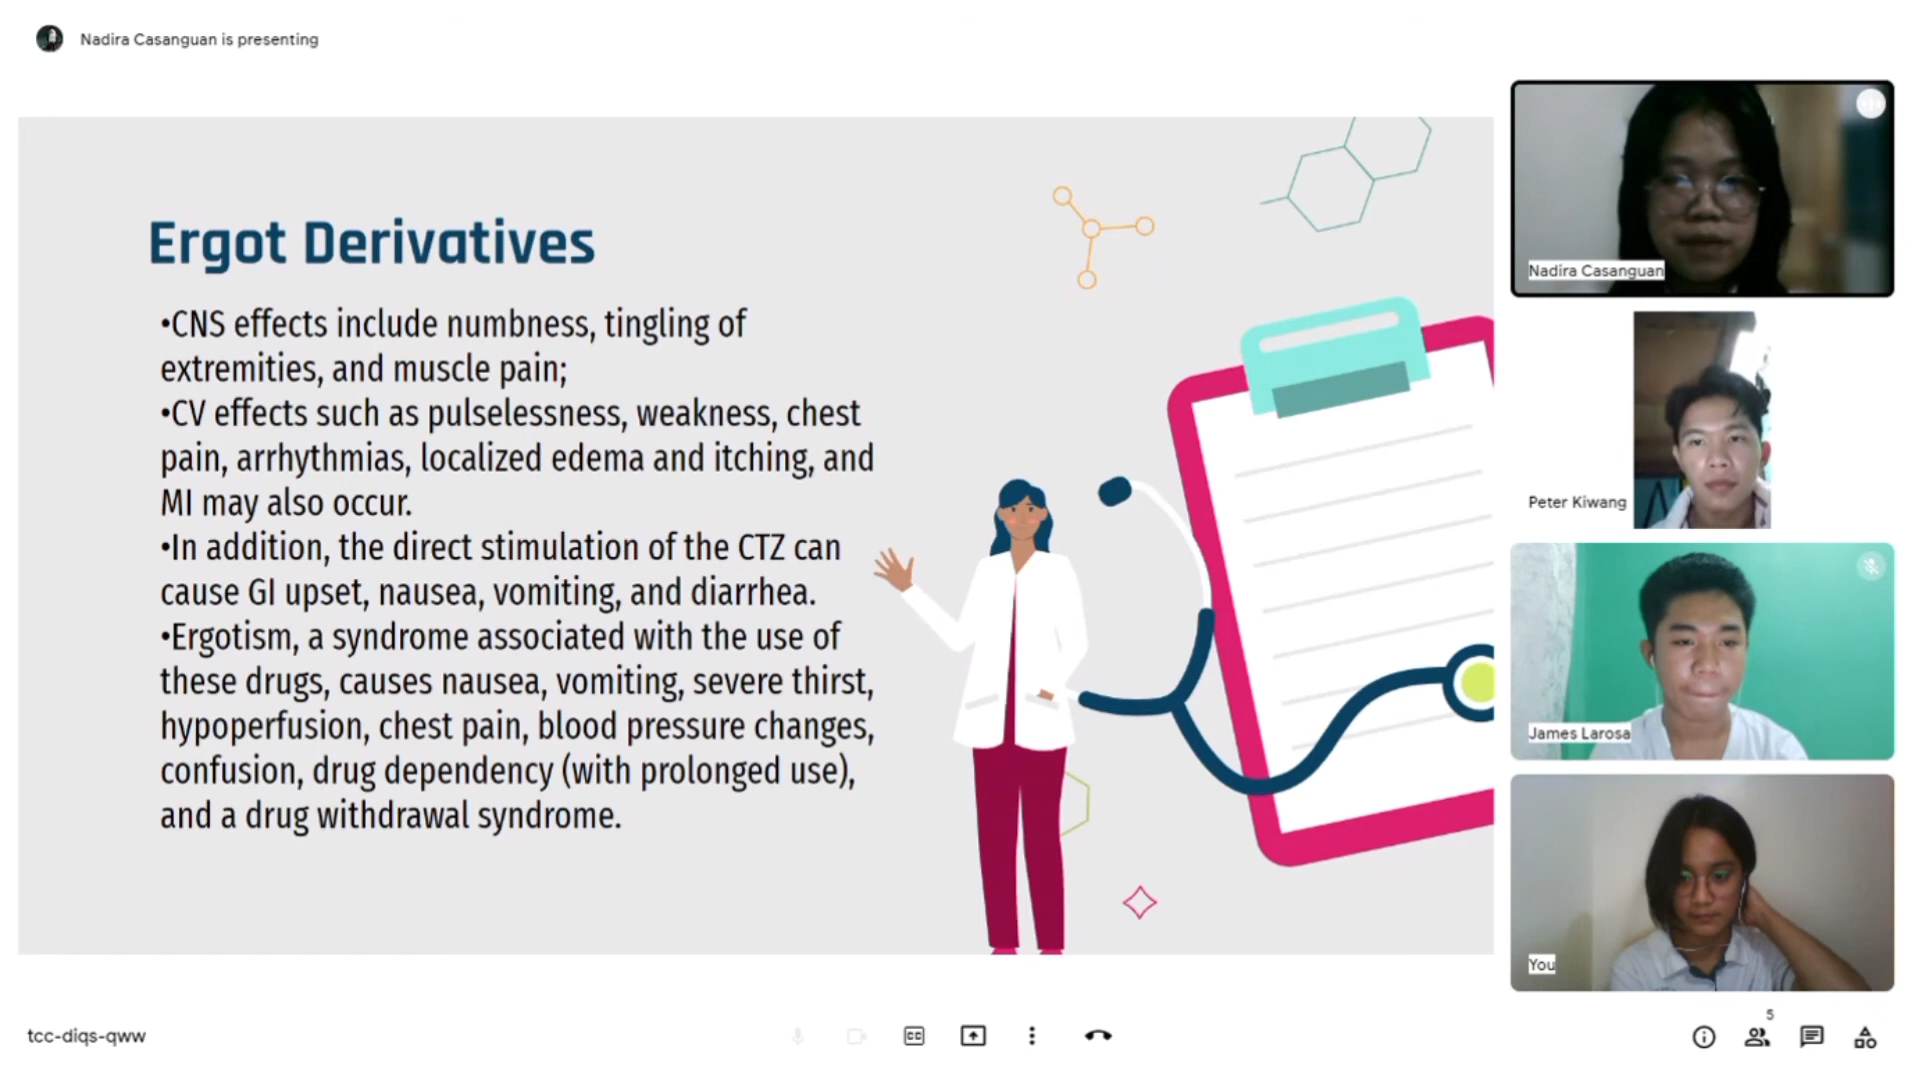 Nadira Casanguan is presenting
Ergot Derivatives
•CNS effects include numbness, tingling of
extremities, and muscle pain;
•CV effects such as pulselessness, weakness, chest
pain, arrhythmias, localized edema and itching, and
MI may also occur.
•In addition, the direct stimulation of the CTZ can
cause GI upset, nausea, vomiting, and diarrhea.
•Ergotism, a syndrome associated with the use of
these drugs, causes nausea, vomiting, severe thirst,
hypoperfusion, chest pain, blood pressure changes,
confusion, drug dependency (with prolonged use),
and a drug withdrawal syndrome.
Nadira Casanguan
Peter Kiwang
James Larosa
You
tcc-diqs-qww
CC
5